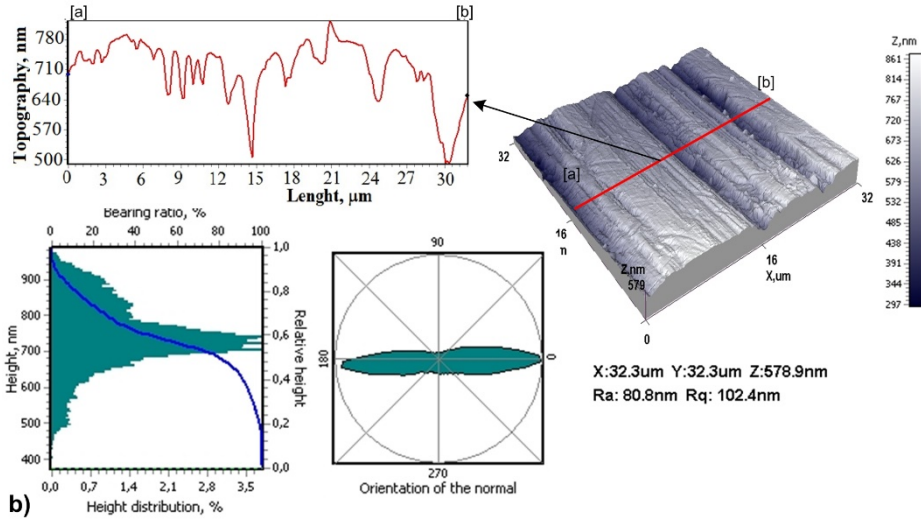 [a]
[b]
Topography, nm
780
710
640
570
500
0 3 6 9 12 15 18 21 24 27 30
Lenght, µm
Z,nm
861
817
767
720
673
626
579
532
485
438
391
344
297
[b]
[a]
32
16
Z,nm
579
0
16
X,um
32
Bearing ratio, %
0 20 40 60 80 100
Height, nm
900
800
700
600
500
400
1,0
0,8
0,6
0,4
0,2
0,0
Relative height
0,0 0,7 1,4 2,1 2,8 3,5
Height distribution, %
90
180
0
270
Orientation of the normal
X:32.3um Y:32.3um Z:578.9nm
Ra: 80.8nm Rq: 102.4nm
b)